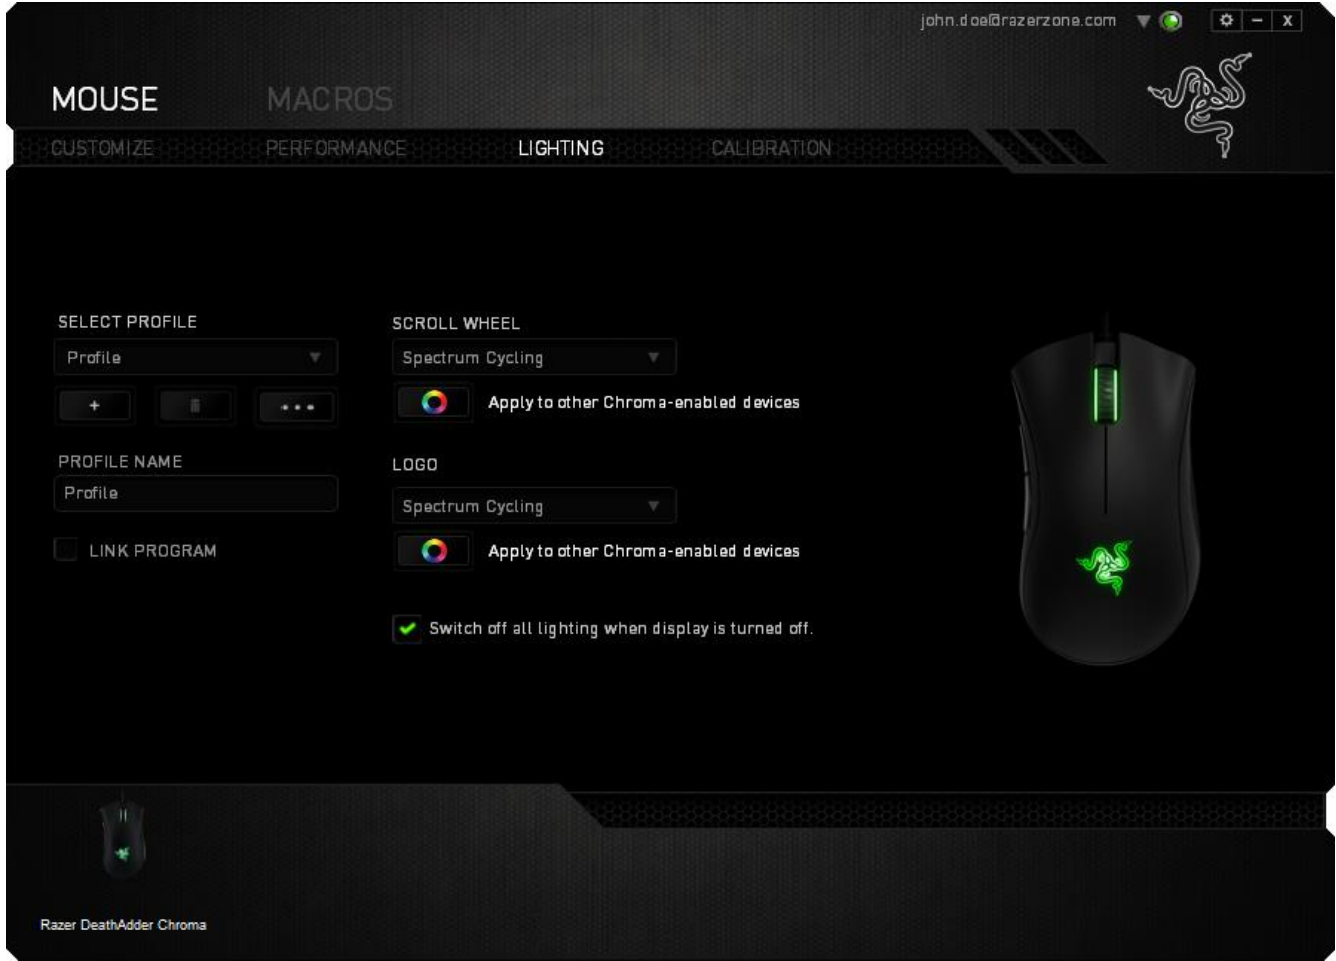 john.doe@razerzone.com
MOUSE MACROS
CUSTOMIZE PERFORMANCE LIGHTING CALIBRATION
SELECT PROFILE
Profile
PROFILE NAME
Profile
LINK PROGRAM
SCROLL WHEEL
Spectrum Cycling
Apply to other Chroma-enabled devices
LOGO
Spectrum Cycling
Apply to other Chroma-enabled devices
Switch off all lighting when display is turned off.
Razer DeathAdder Chroma